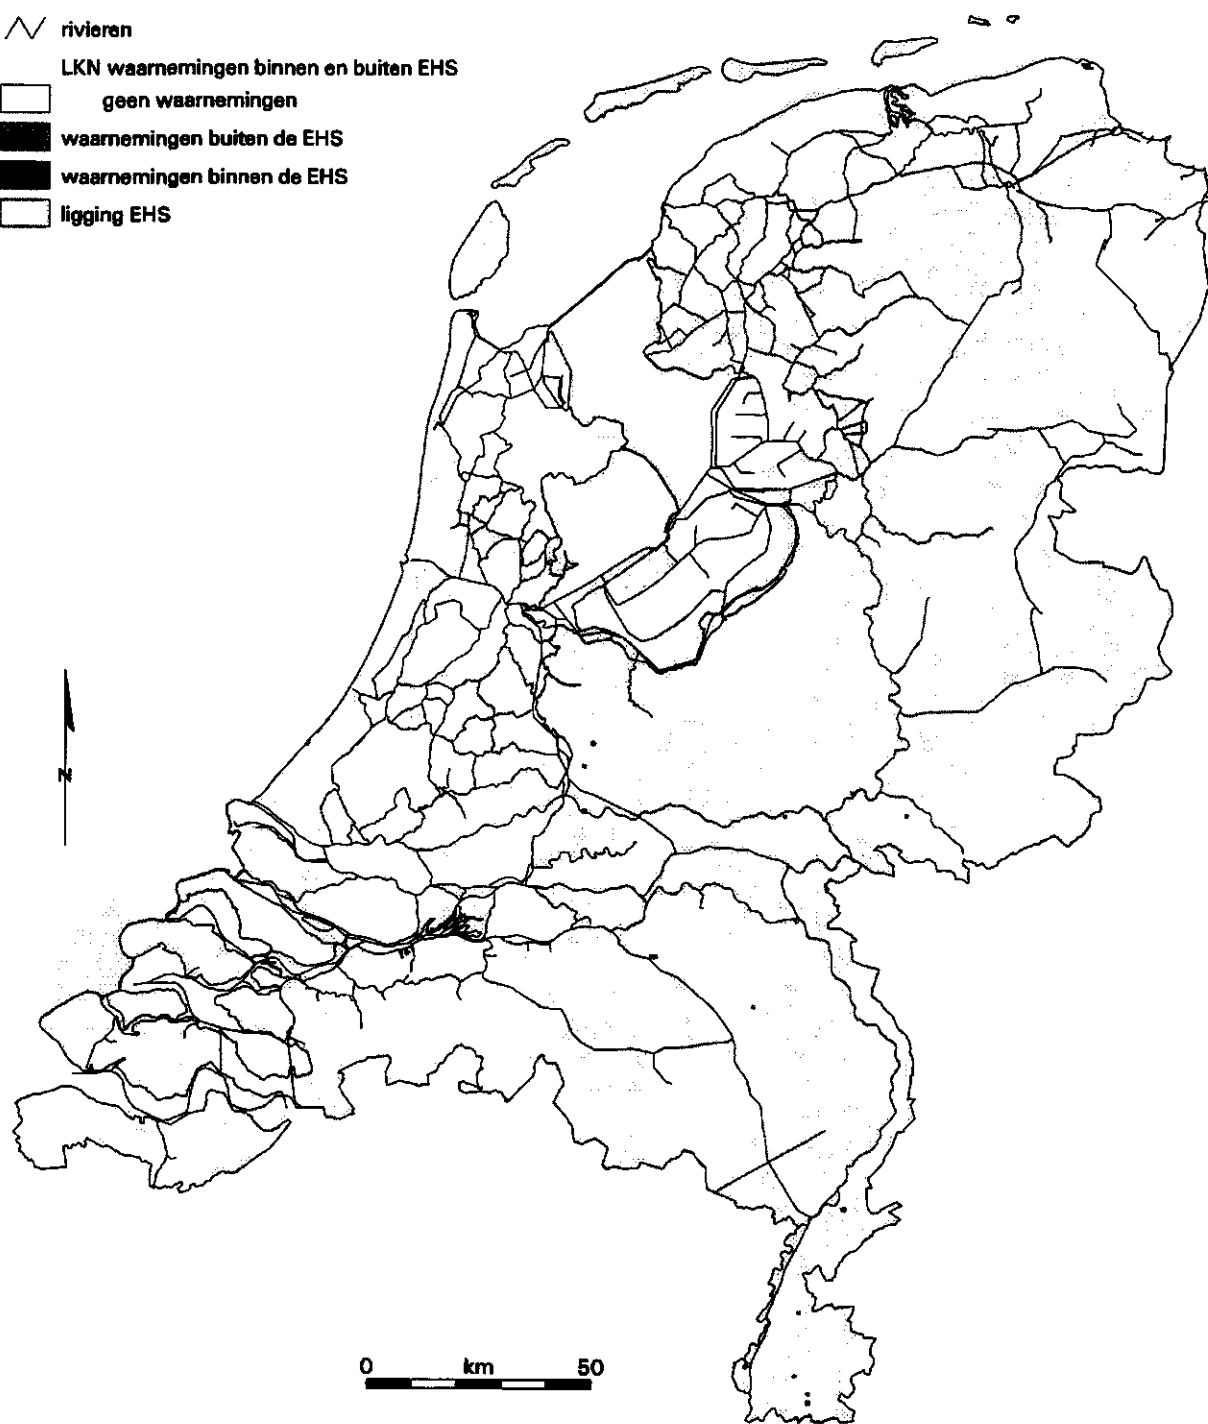 rivieren
LKN waarnemingen binnen en buiten EHS
geen waarnemingen
waarnemingen buiten de EHS
waarnemingen binnen de EHS
ligging EHS
N
0 km 50